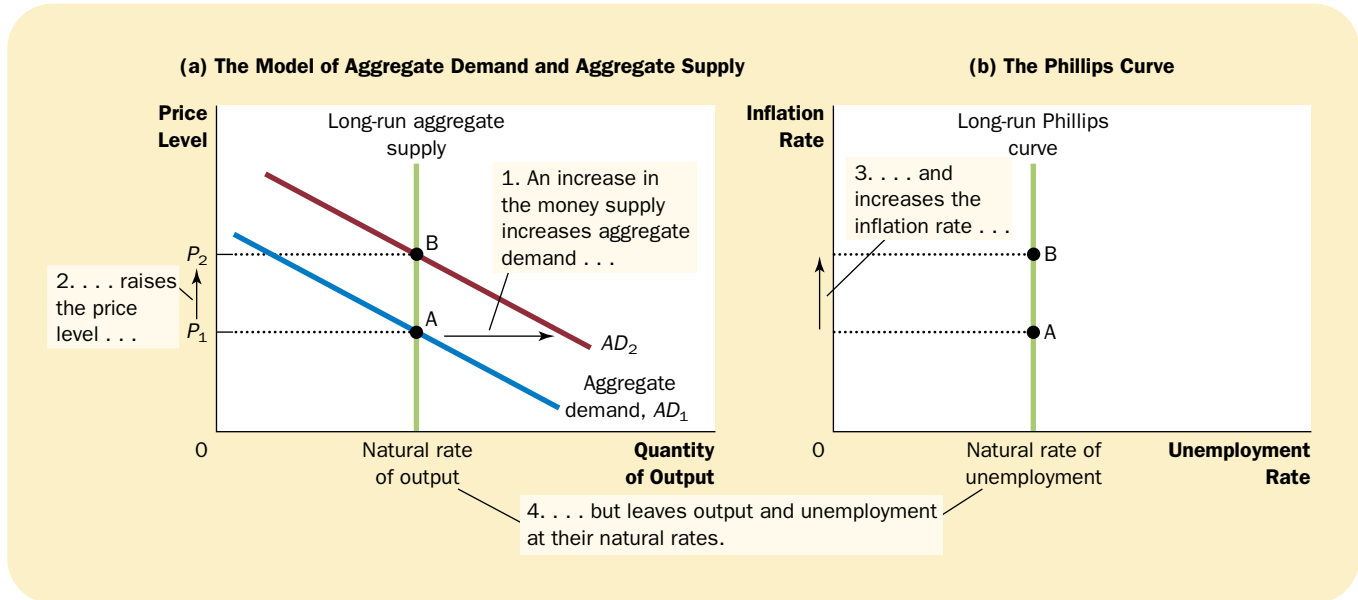 (a) The Model of Aggregate Demand and Aggregate Supply
Price
Level
Long-run aggregate
supply
1. An increase in
the money supply
increases aggregate
demand . . .
B
P2
2. . . . raises
the price
level . . .
A
P1
AD2
Aggregate
demand, AD1
0
Natural rate
of output
Quantity
of Output
(b) The Phillips Curve
Inflation
Rate
Long-run Phillips
curve
3. . . . and
increases the
inflation rate . . .
B
A
0
Natural rate of
unemployment
Unemployment
Rate
4. . . . but leaves output and unemployment
at their natural rates.